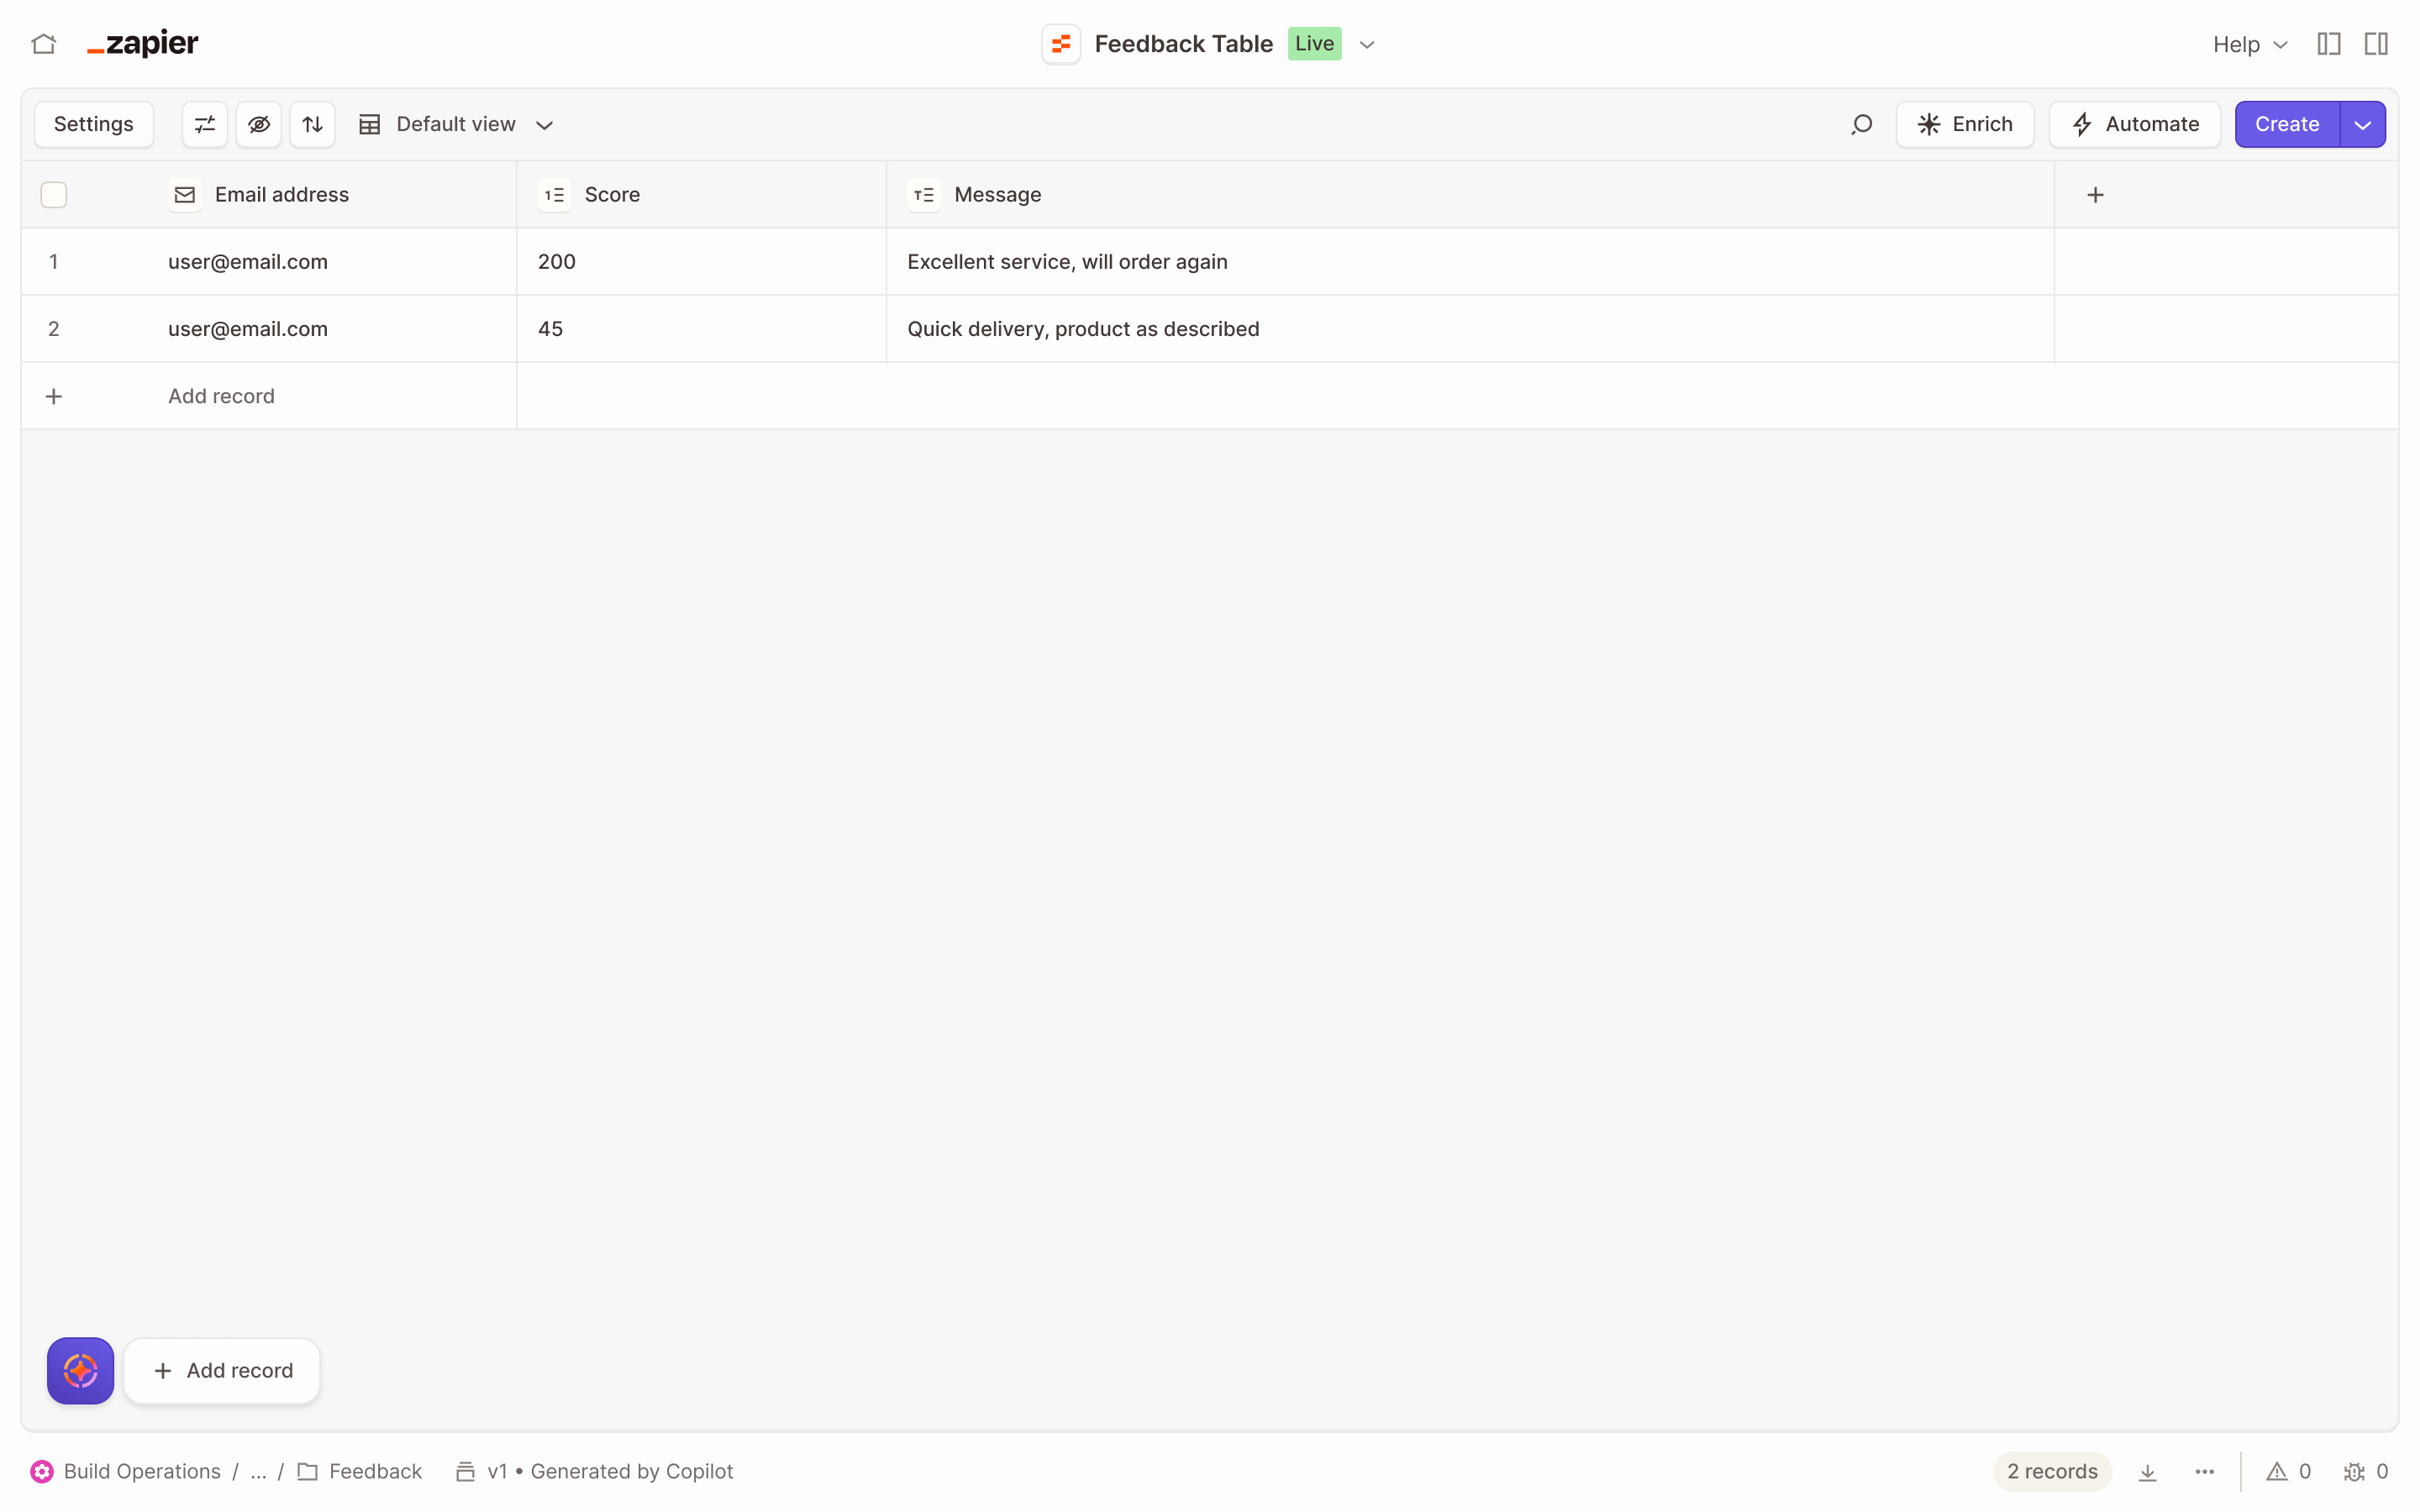 zapier
Feedback Table Live
Help
Settings
Default view
Enrich
Automate
Create
Email address Score Message
1 user@email.com 200 Excellent service, will order again
2 user@email.com 45 Quick delivery, product as described
+ Add record
+ Add record
Build Operations / ... / Feedback v1 • Generated by Copilot
2 records
0
0